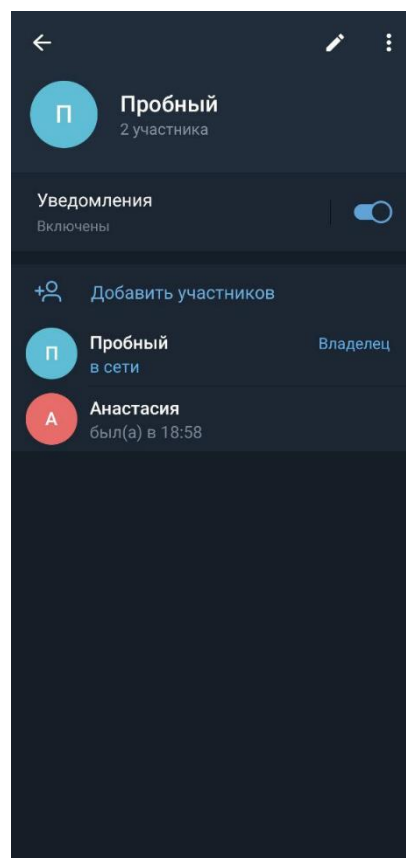 П
Пробный
2 участника
Уведомления
Включены
Добавить участников
П
Пробный
Владелец
в сети
А
Анастасия
был(а) в 18:58